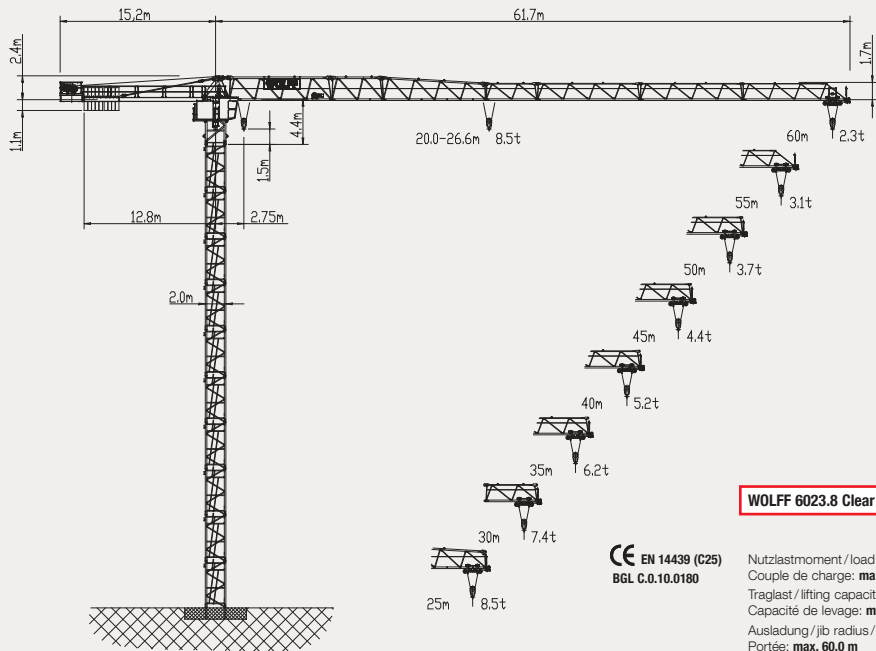 15,2m
61.7m
2.4m
1.7m
1.1m
4.4m
1.5m
20.0-26.6m 8.5t
60m 2.3t
12.8m
2.75m
55m 3.1t
2.0m
50m 3.7t
45m 4.4t
40m 5.2t
35m 6.2t
30m 7.4t
25m 8.5t
WOLFF 6023.8 Clear
CE EN 14439 (C25)
BGL C.0.10.0180
Nutzlastmoment/load
Couple de charge:
Traglast/lifting
Capacité de levage:
Ausladung/jib radius/
Portée: max. 60.0 m